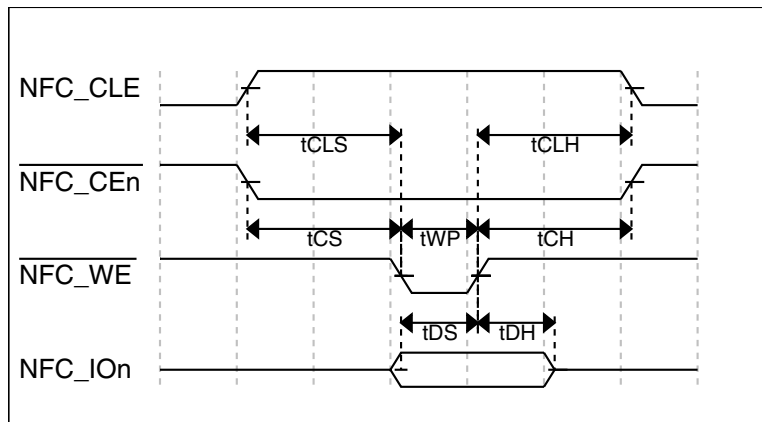 NFC_CLE
tCLS tCLH
NFC_CEn
tCS tWP tCH
NFC_WE
tDS tDH
NFC_IOn